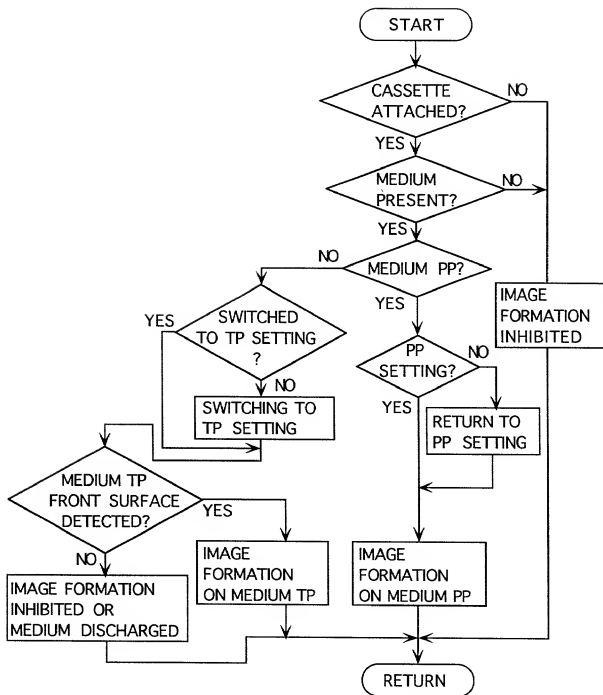 START
CASSETTE
ATTACHED?
NO
YES
MEDIUM
PRESENT?
NO
YES
MEDIUM PP?
NO
YES
IMAGE
FORMATION
INHIBITED
SWITCHED
TO TP SETTING
?
YES
NO
PP
SETTING?
NO
YES
SWITCHING TO
TP SETTING
RETURN TO
PP SETTING
MEDIUM TP
FRONT SURFACE
DETECTED?
YES
NO
IMAGE
FORMATION
ON MEDIUM TP
IMAGE
FORMATION
ON MEDIUM PP
IMAGE FORMATION
INHIBITED OR
MEDIUM DISCHARGED
RETURN